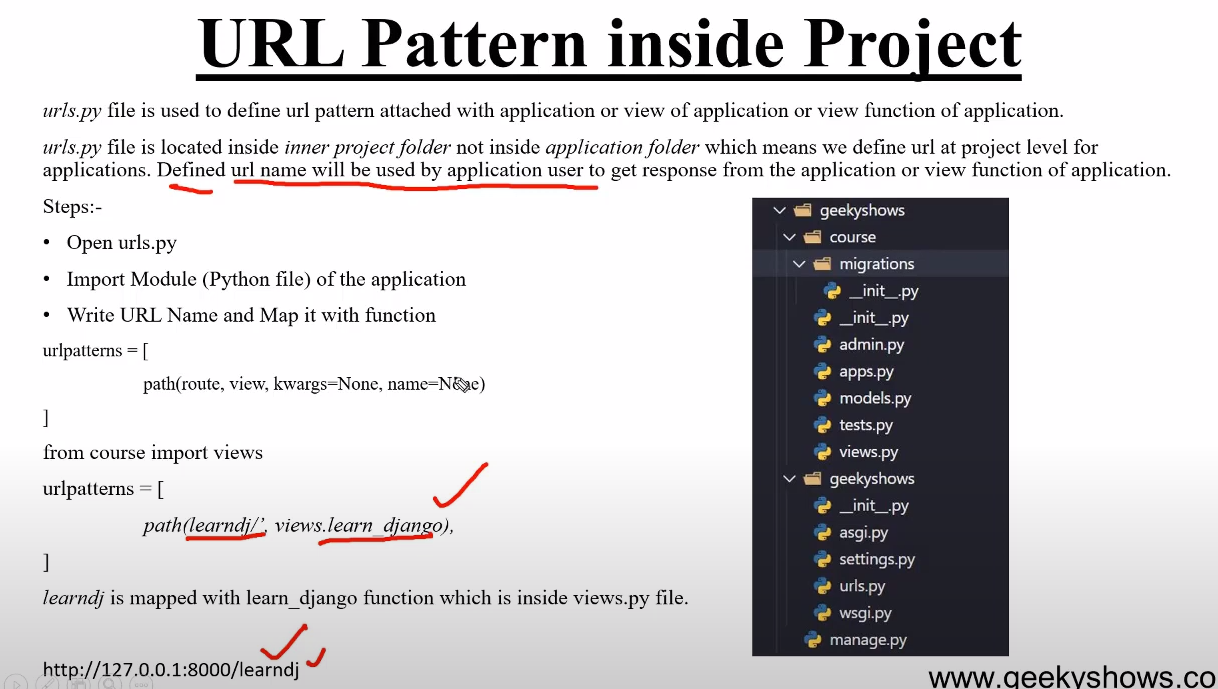 URL Pattern inside Project
urls.py file is used to define url pattern attached with application or view of application or view function of application.
urls.py file is located inside inner project folder not inside application folder which means we define url at project level for
applications. Defined url name will be used by application user to get response from the application or view function of application.
Steps:-
• Open urls.py
• Import Module (Python file) of the application
• Write URL Name and Map it with function
urlpatterns = [
path(route, view, kwargs=None, name=None)
]
from course import views
urlpatterns = [
path(learndj/’, views.learn_django),
]
learndj is mapped with learn_django function which is inside views.py file.
http://127.0.0.1:8000/learndj
geekyshows
course
migrations
__init__.py
__init__.py
admin.py
apps.py
models.py
tests.py
views.py
geekyshows
__init__.py
asgi.py
settings.py
urls.py
wsgi.py
manage.py
www.geekyshows.co